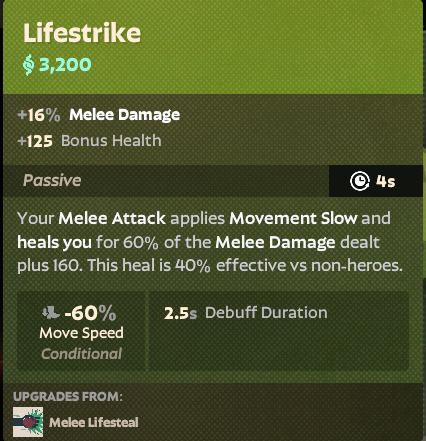 Lifestrike
3,200
+16% Melee Damage
+125 Bonus Health
Passive
4s
Your Melee Attack applies Movement Slow and
heals you for 60% of the Melee Damage dealt
plus 160. This heal is 40% effective vs non-heroes.
-60%
Move Speed
Conditional
2.5s Debuff Duration
UPGRADES FROM:
Melee Lifesteal